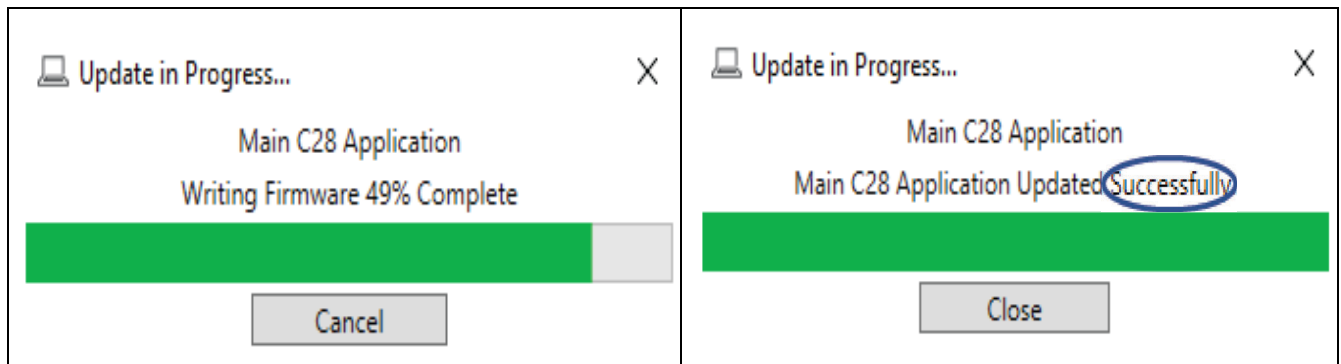 Update in Progress...
X
Main C28 Application
Writing Firmware 49% Complete
Cancel
Update in Progress...
X
Main C28 Application
Main C28 Application Updated Successfully
Close